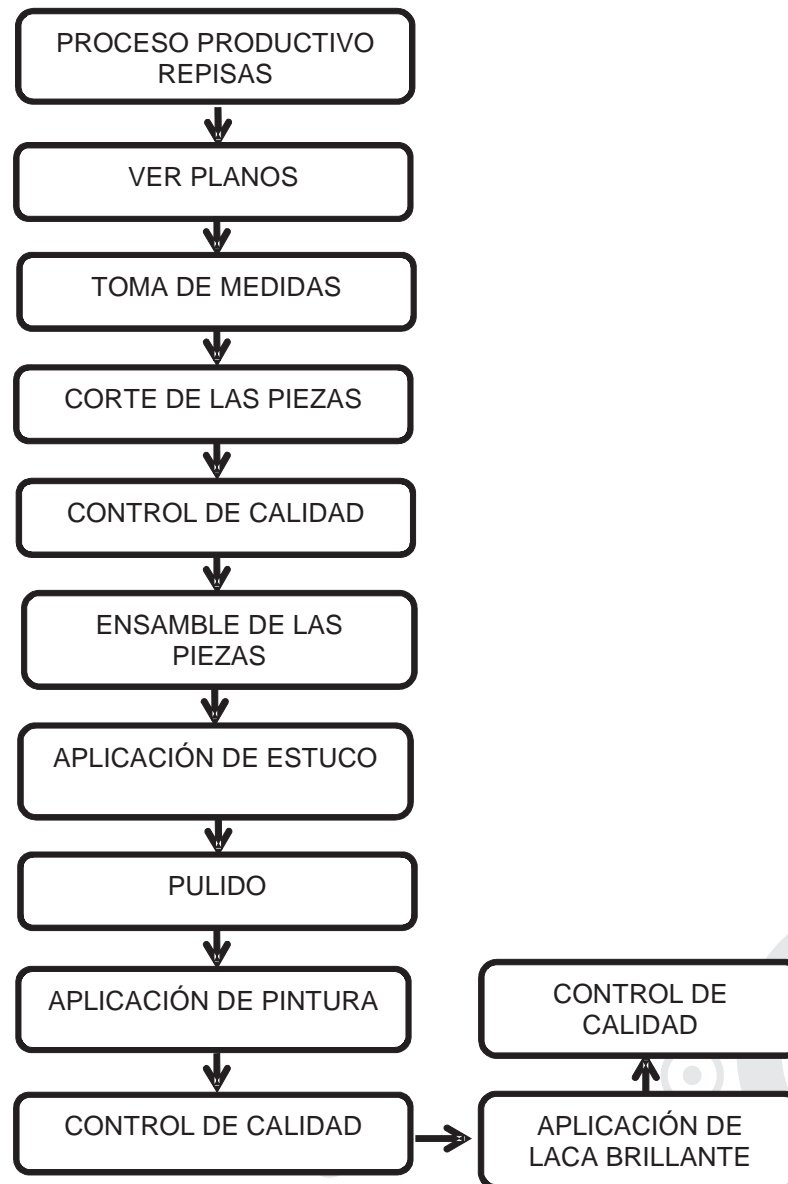 PROCESO PRODUCTIVO
REPISAS
VER PLANOS
TOMA DE MEDIDAS
CORTE DE LAS PIEZAS
CONTROL DE CALIDAD
ENSAMBLE DE LAS
PIEZAS
APLICACIÓN DE ESTUCO
PULIDO
APLICACIÓN DE PINTURA
CONTROL DE CALIDAD
APLICACIÓN DE
LACA BRILLANTE
CONTROL DE
CALIDAD